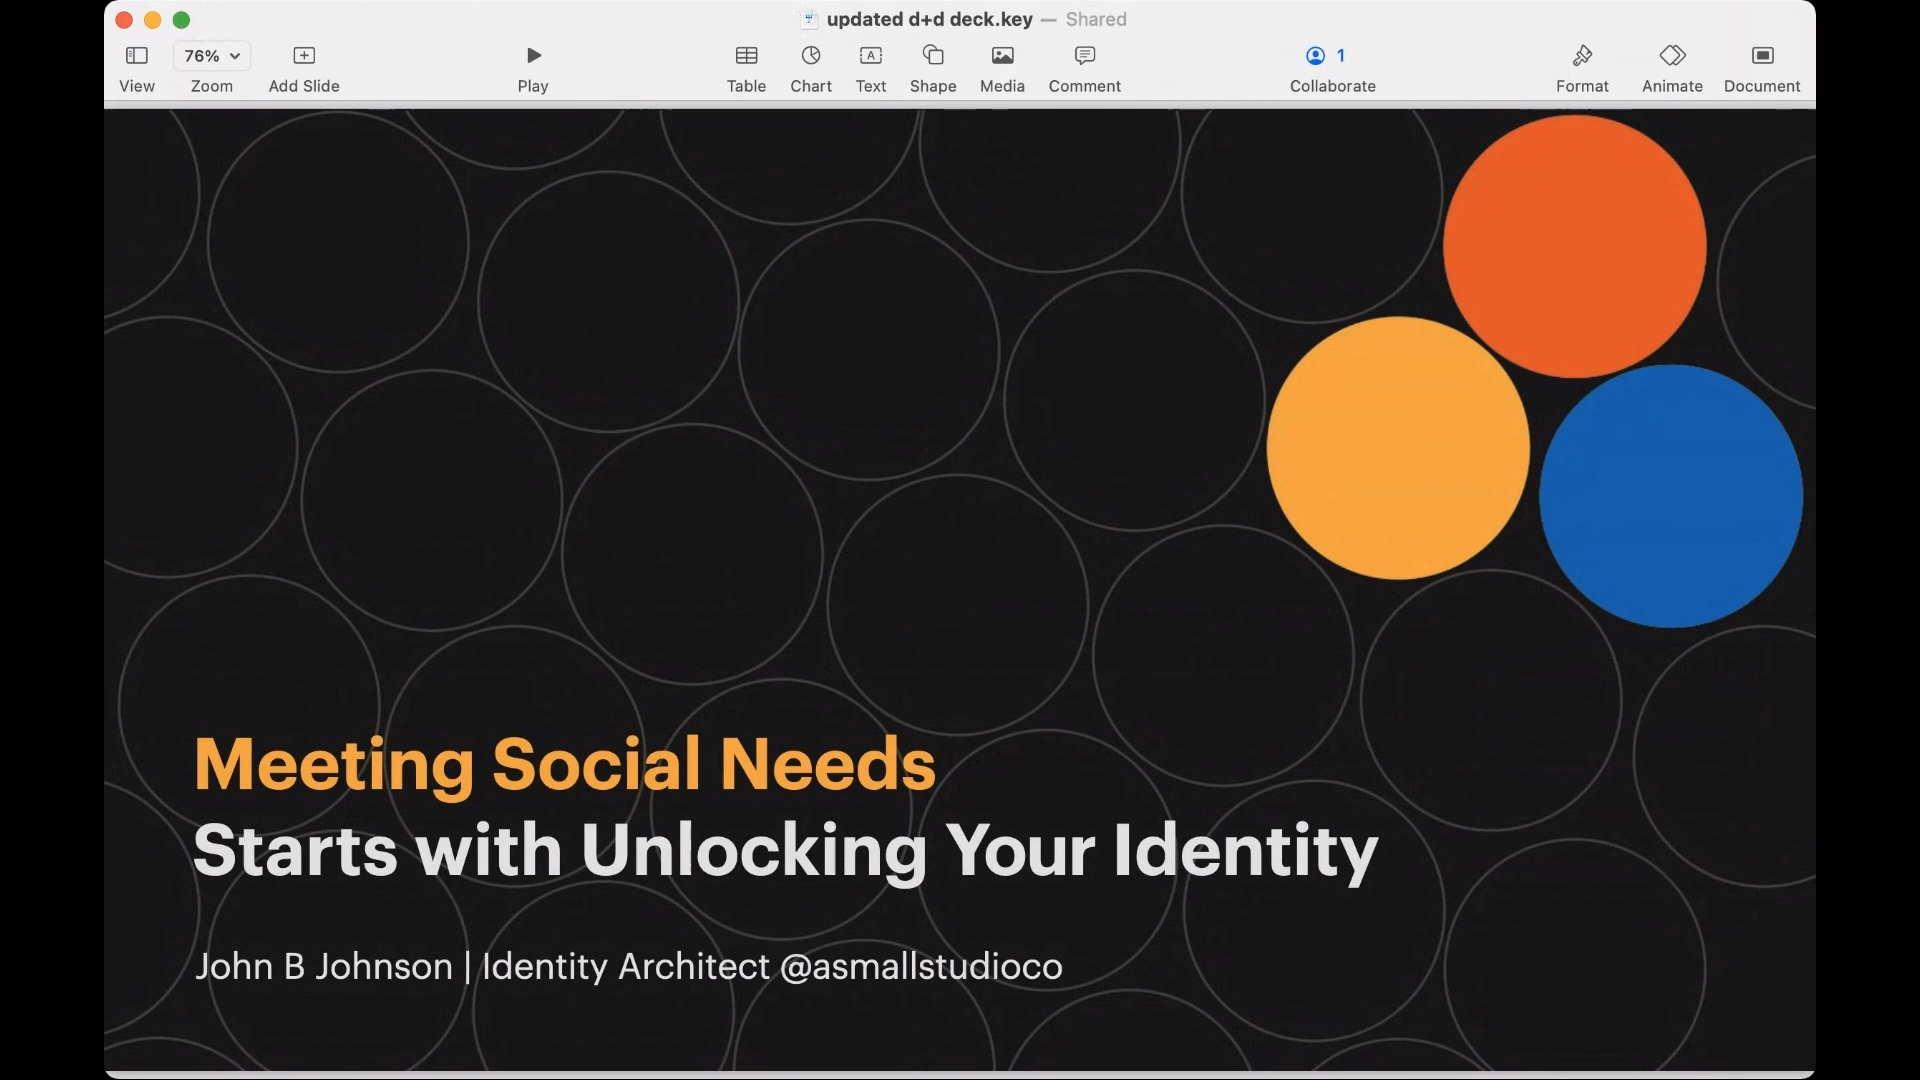 updated d+d deck.key — Shared
76%
1
View Zoom Add Slide Play Table Chart Text Shape Media Comment Collaborate Format Animate Document
Meeting Social Needs
Starts with Unlocking Your Identity
John B Johnson | Identity Architect @asmallstudioco